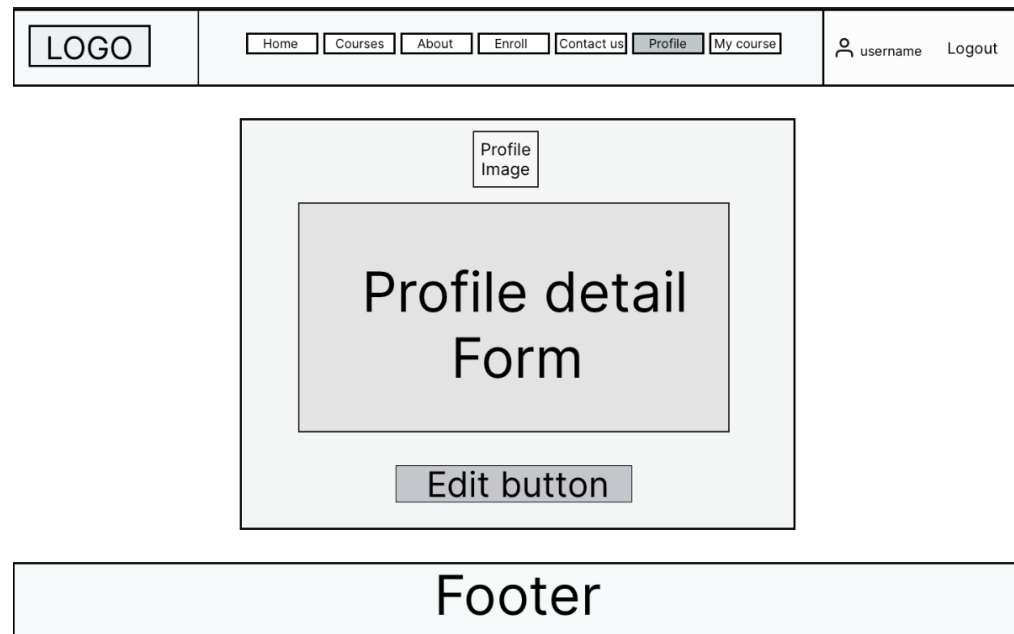 LOGO
Home Courses About Enroll Contact us Profile My course
username Logout
Profile
Image
Profile detail
Form
Edit button
Footer